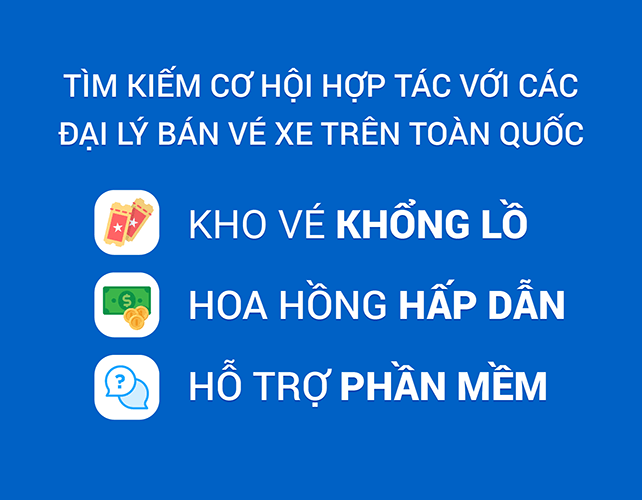 TÌM KIẾM CƠ HỘI HỢP TÁC VỚI CÁC
ĐẠI LÝ BÁN VÉ XE TRÊN TOÀN QUỐC
KHO VÉ KHỔNG LỒ
HOA HỒNG HẤP DẪN
HỖ TRỢ PHẦN MỀM